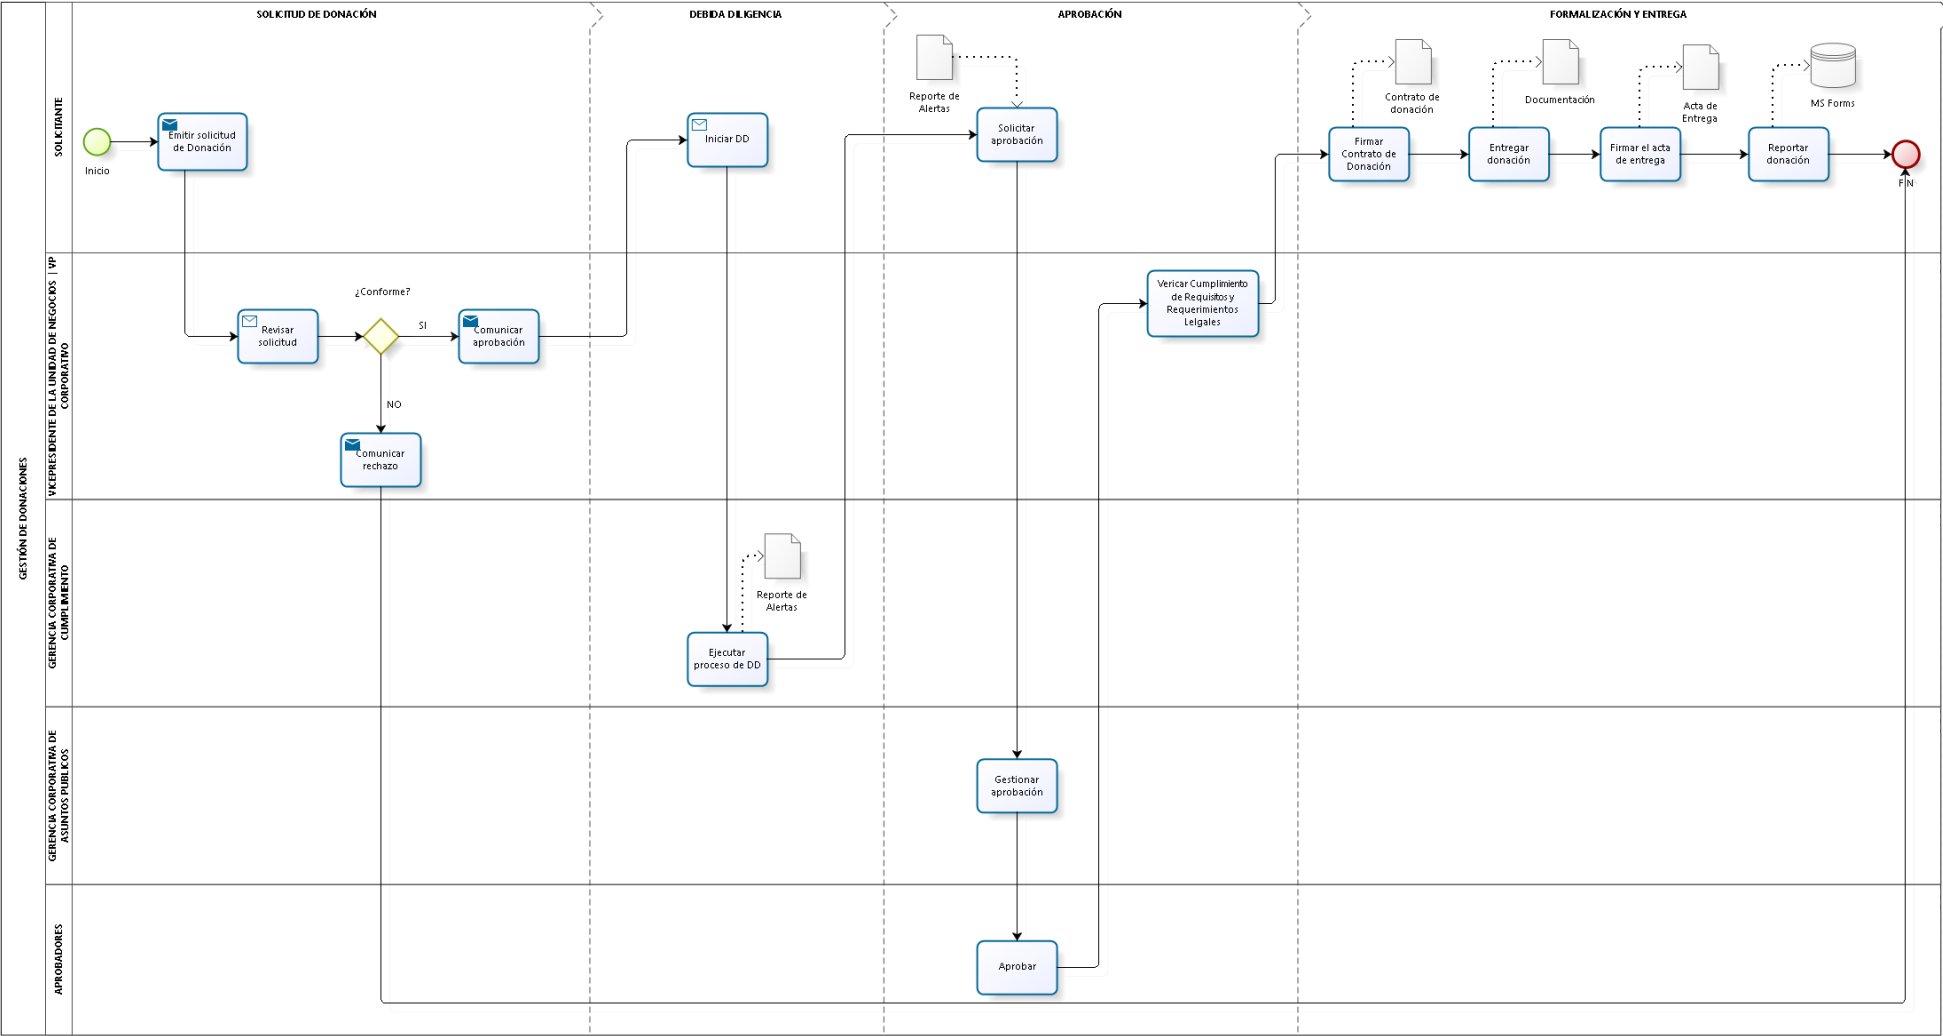 SOLICITUD DE DONACIÓN
DEBIDA DILIGENCIA
APROBACIÓN
FORMALIZACIÓN Y ENTREGA
GESTIÓN DE DONACIONES
SOLICITANTE
Inicio
Emitir solicitud
de Donación
Iniciar DD
Reporte de
Alertas
Solicitar
aprobación
Contrato de
donación
Firmar
Contrato de
Donación
Documentación
Entregar
donación
Acta de
Entrega
Firmar el acta
de entrega
MS Forms
Reportar
donación
FIN
VICEPRESIDENTE DE LA UNIDAD DE NEGOCIOS | VP
CORPORATIVO
Revisar
solicitud
¿Conforme?
SI
Comunicar
aprobación
NO
Comunicar
rechazo
Vericar Cumplimiento
de Requisitos y
Requerimientos
Lelgales
GERENCIA CORPORATIVA DE
CUMPLIMIENTO
Reporte de
Alertas
Ejecutar
proceso de DD
GERENCIA CORPORATIVA DE
ASUNTOS PUBLICOS
Gestionar
aprobación
APROBADORES
Aprobar